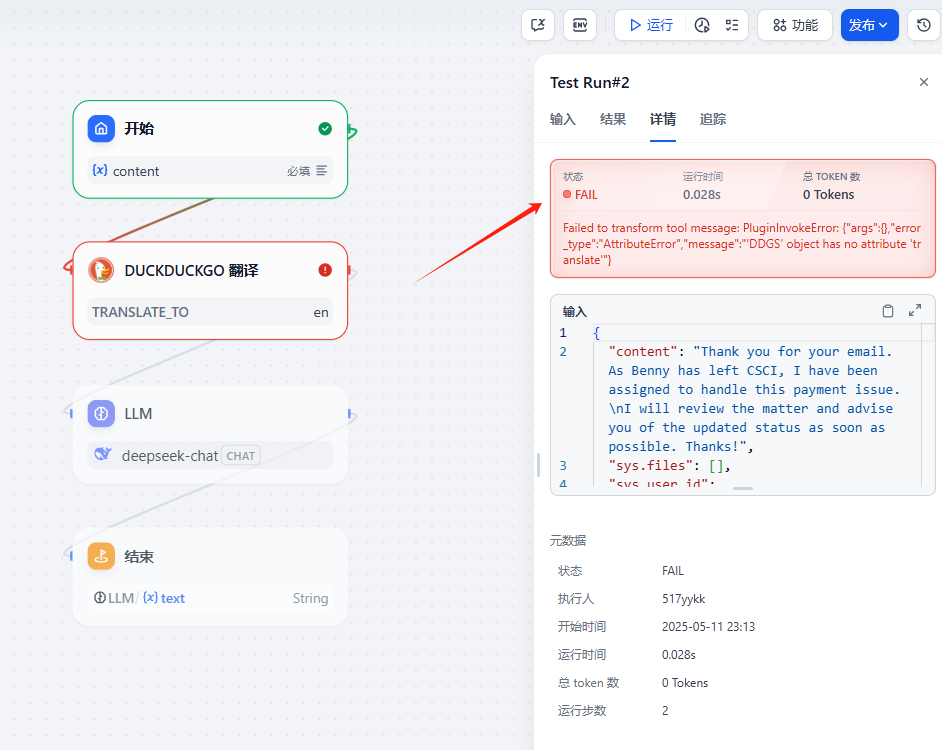 ENV
运行
功能
发布
开始
{x} content
必填
DUCKDUCKGO 翻译
TRANSLATE_TO
en
LLM
deepseek-chat CHAT
结束
LLM/{x} text
String
Test Run#2
输入
结果
详情
追踪
状态
运行时间
总 TOKEN 数
FAIL
0.028s
0 Tokens
Failed to transform tool message: PluginInvokeError: {"args":{},"error
_type":"AttributeError","message":"'DDGS' object has no attribute 'tr
anslate'"}
输入
1 {
2 "content": "Thank you for your email.
As Benny has left CSCI, I have been
assigned to handle this payment issue.
\nI will review the matter and advise
you of the updated status as soon as
possible. Thanks!",
3 "sys.files": [],
4 "sys.user_id":
元数据
状态
FAIL
执行人
517yykk
开始时间
2025-05-11 23:13
运行时间
0.028s
总 token 数
0 Tokens
运行步数
2